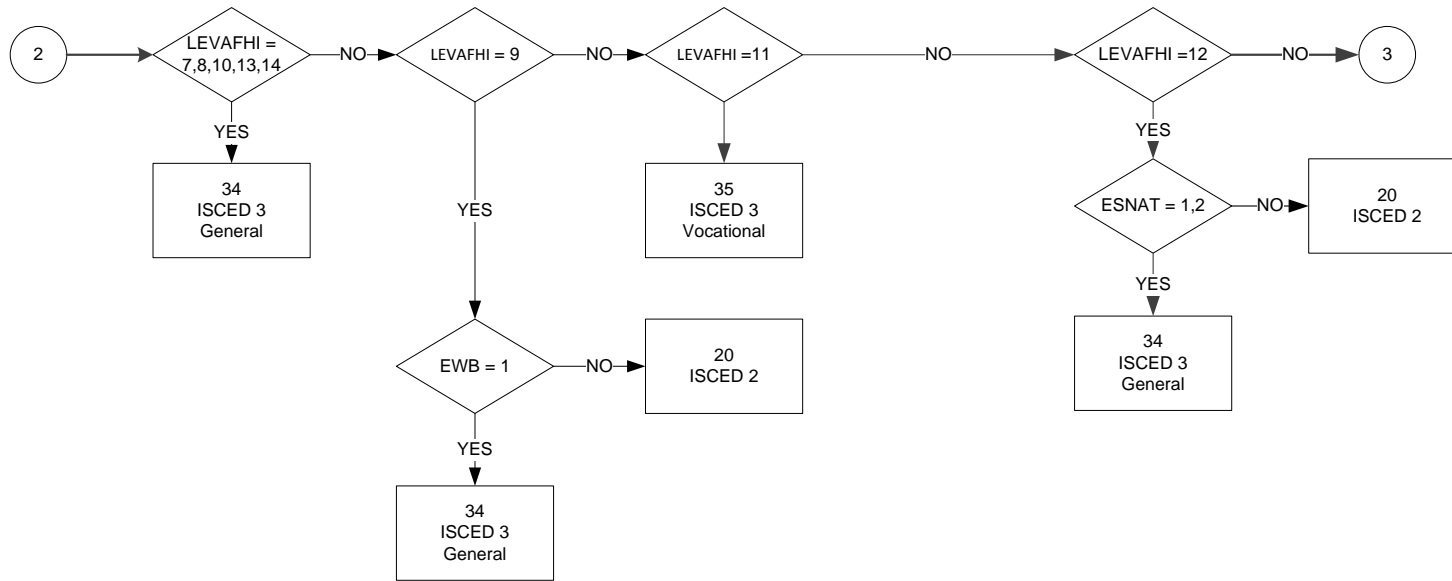 2
LEVAFHI =
7,8,10,13,14
NO
LEVAFHI = 9
NO
LEVAFHI =11
NO
LEVAFHI =12
NO
3
YES
34
ISCED 3
General
YES
35
ISCED 3
Vocational
YES
ESNAT = 1,2
NO
20
ISCED 2
YES
34
ISCED 3
General
EWB = 1
NO
20
ISCED 2
YES
34
ISCED 3
General